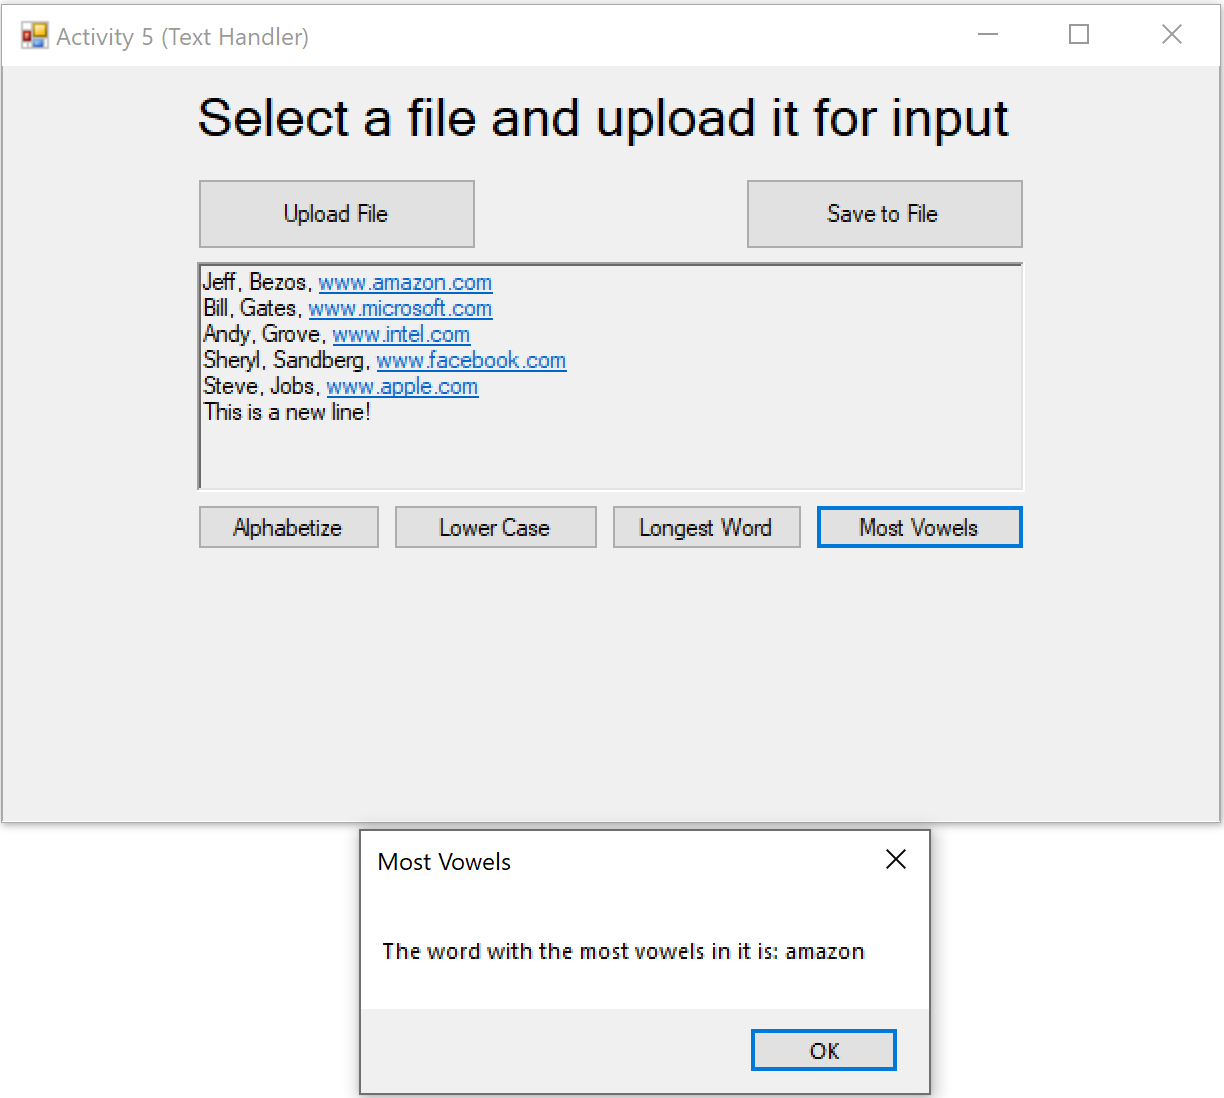 Activity 5 (Text Handler)
Select a file and upload it for input
Upload File
Save to File
Jeff, Bezos, www.amazon.com
Bill, Gates, www.microsoft.com
Andy, Grove, www.intel.com
Sheryl, Sandberg, www.facebook.com
Steve, Jobs, www.apple.com
This is a new line!
Alphabetize
Lower Case
Longest Word
Most Vowels
Most Vowels
The word with the most vowels in it is: amazon
OK